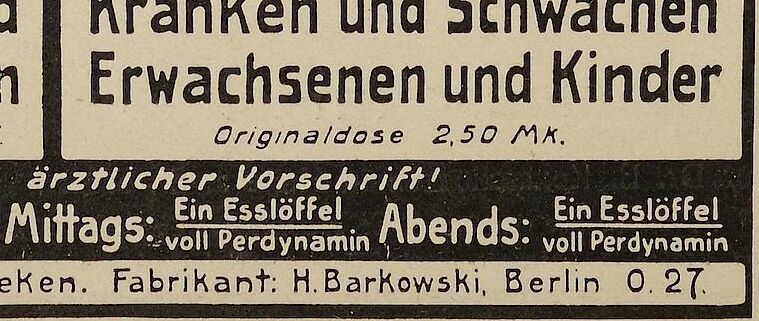 Kranken und Schwachen
Erwachsenen und Kinder
Originaldose 2,50 Mk.
ärztlicher Vorschrift!
Mittags: Ein Esslöffel voll Perdynamin Abends: Ein Esslöffel voll Perdynamin
Fabrikant: H. Barkowski, Berlin O. 27.